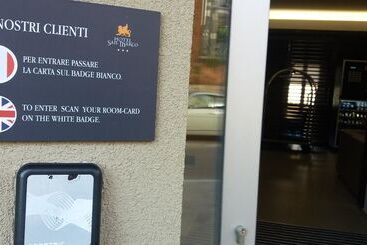 NOSTRI CLIENTI
HOTEL
SAN MARCO
PER ENTRARE PASSARE
LA CARTA SUL BADGE BIANCO.
TO ENTER SCAN YOUR ROOM-CARD
ON THE WHITE BADGE.